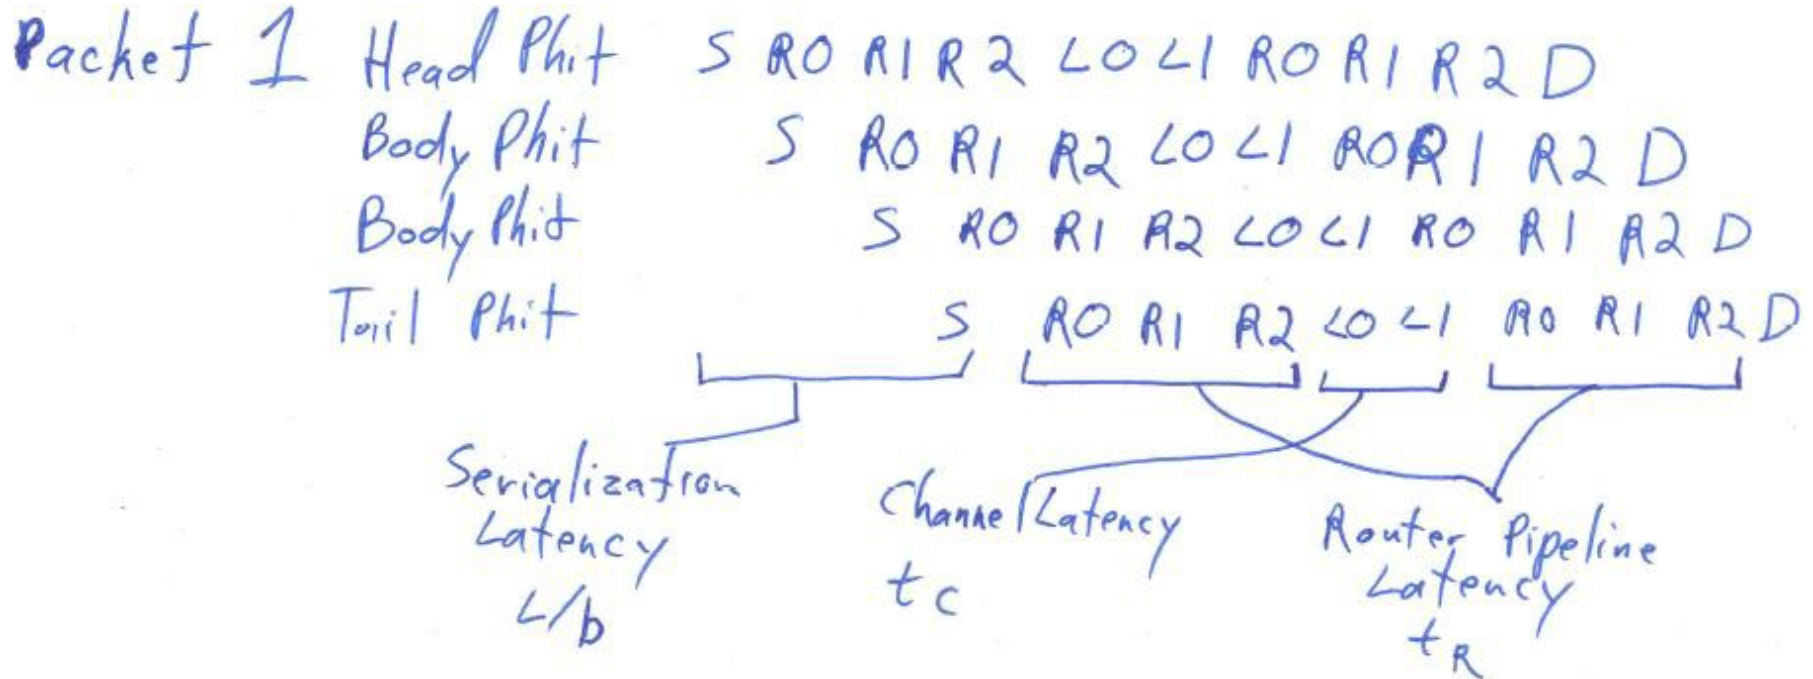 Packet 1 Head Phit S R0 R1 R2 L0 L1 R0 R1 R2 D
Body Phit S R0 R1 R2 L0 L1 R0 R1 R2 D
Body Phit S R0 R1 R2 L0 L1 R0 R1 R2 D
Tail Phit S R0 R1 R2 L0 L1 R0 R1 R2 D
Serialization
Latency
L/b
Channel Latency
tC
Router Pipeline
Latency
tR